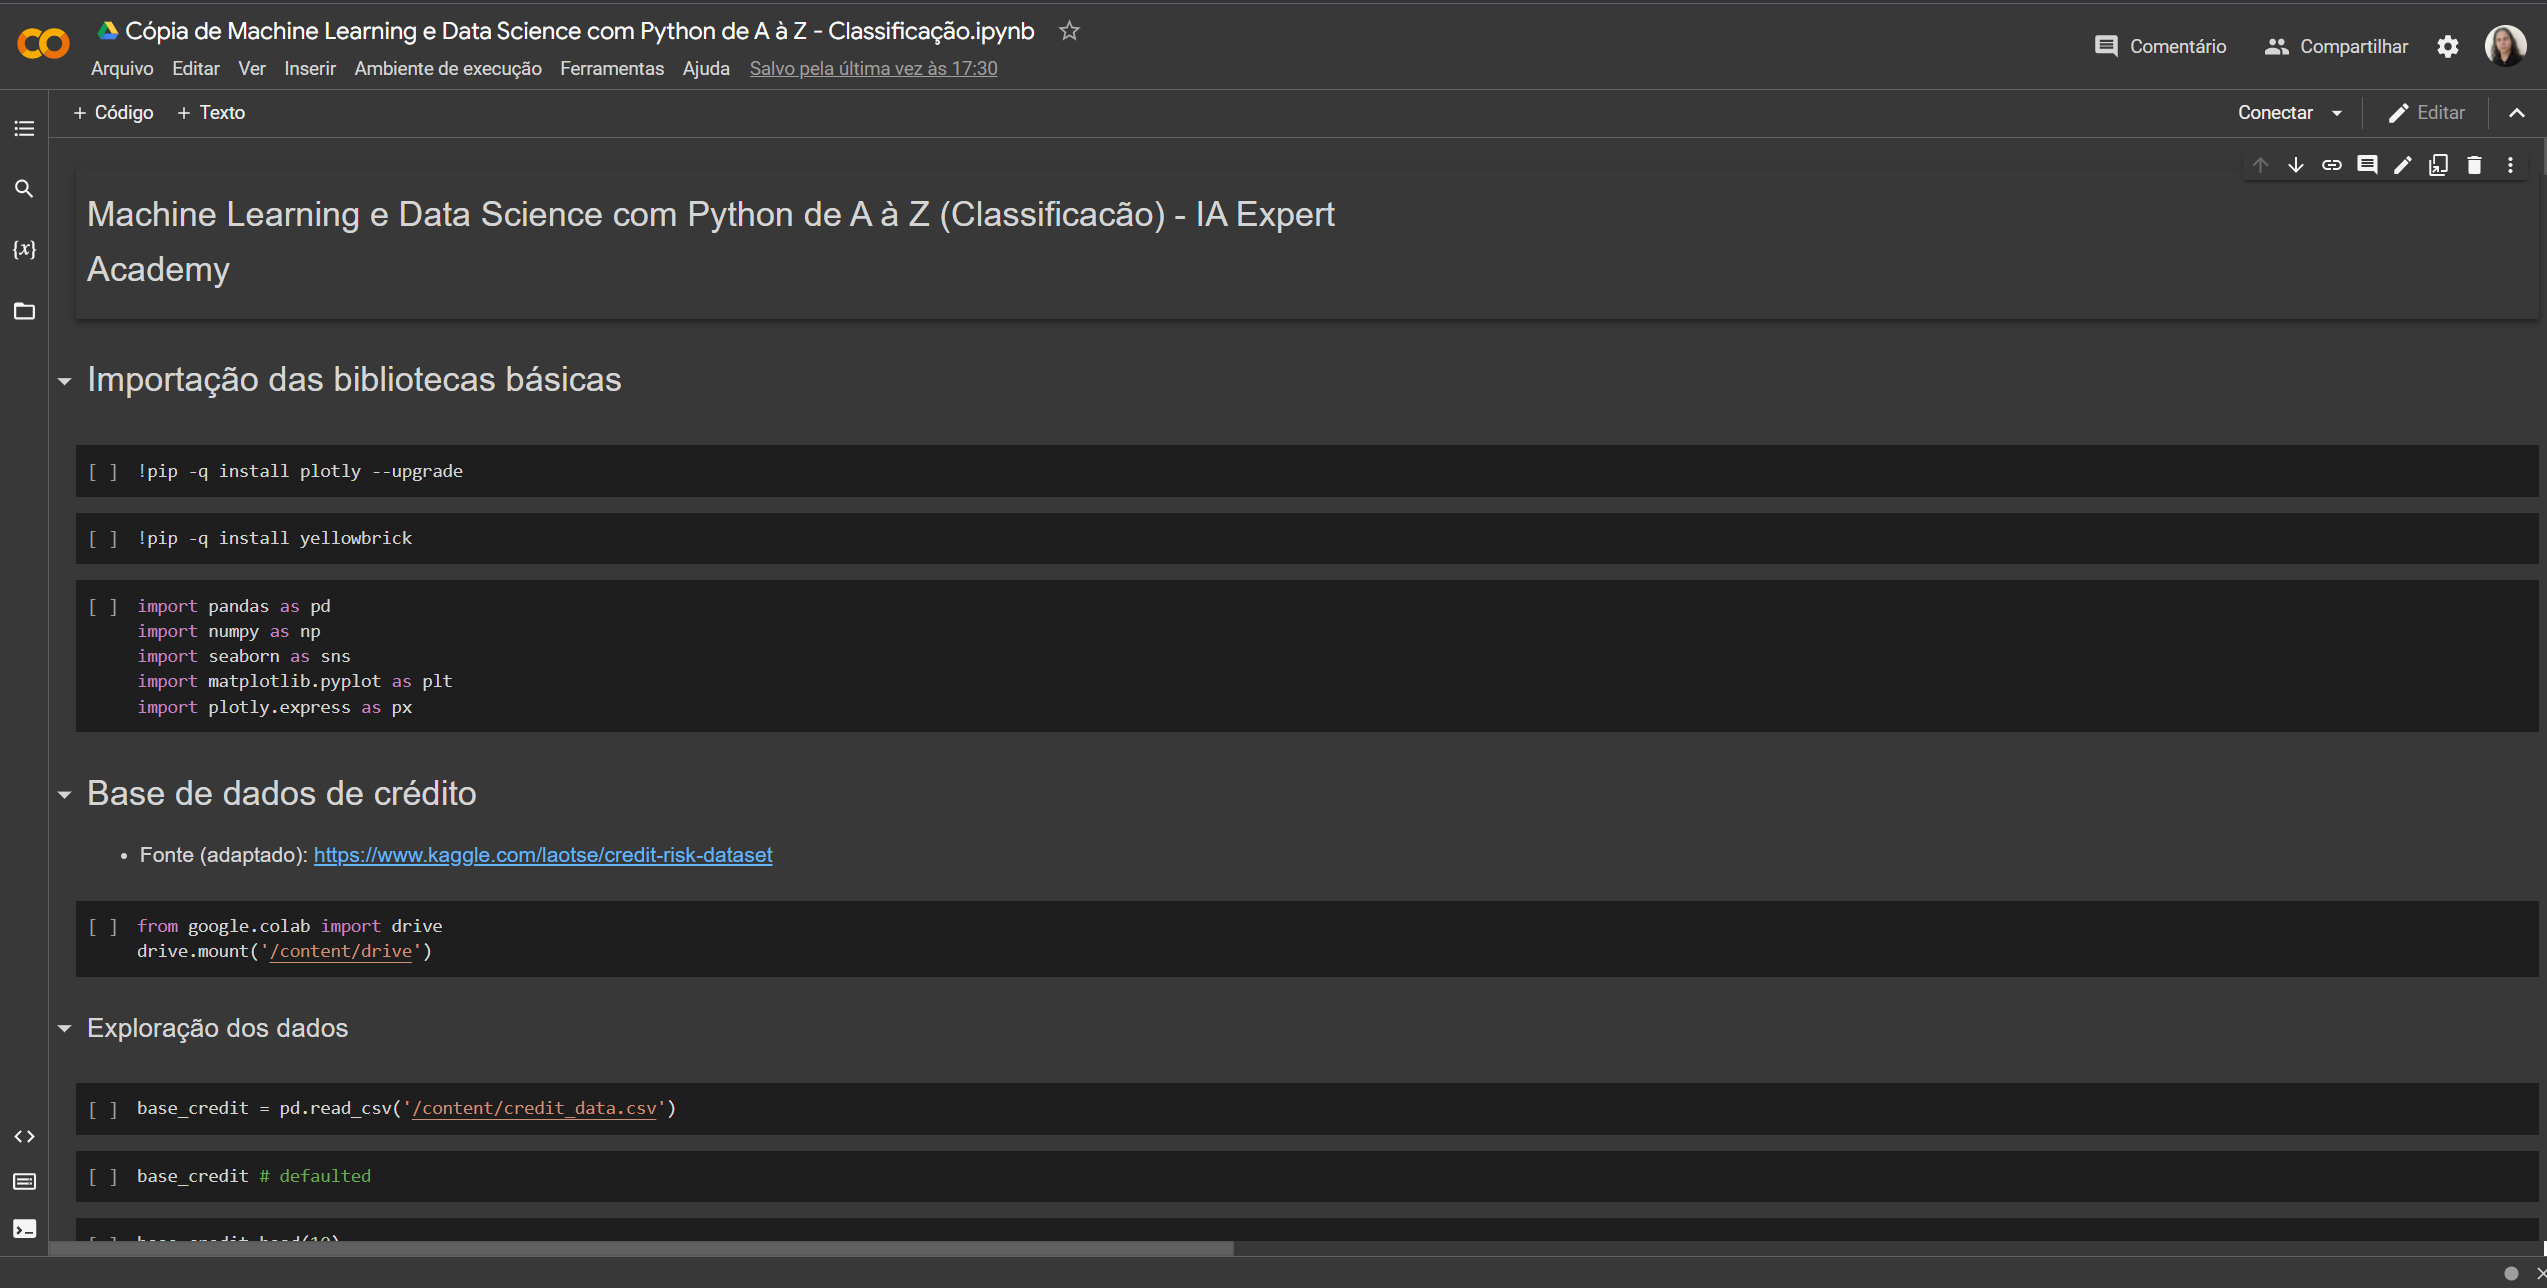 Cópia de Machine Learning e Data Science com Python de A à Z - Classificação.ipynb
Comentário
Compartilhar
Arquivo Editar Ver Inserir Ambiente de execução Ferramentas Ajuda Salvo pela última vez às 17:30
+ Código + Texto
Conectar
Editar
{x}
Machine Learning e Data Science com Python de A à Z (Classificacão) - IA Expert
Academy
Importação das bibliotecas básicas
[ ] !pip -q install plotly --upgrade
[ ] !pip -q install yellowbrick
[ ] import pandas as pd
import numpy as np
import seaborn as sns
import matplotlib.pyplot as plt
import plotly.express as px
Base de dados de crédito
• Fonte (adaptado): https://www.kaggle.com/laotse/credit-risk-dataset
[ ] from google.colab import drive
drive.mount('/content/drive')
Exploração dos dados
[ ] base_credit = pd.read_csv('/content/credit_data.csv')
[ ] base_credit # defaulted
[ ] base_credit.head(10)